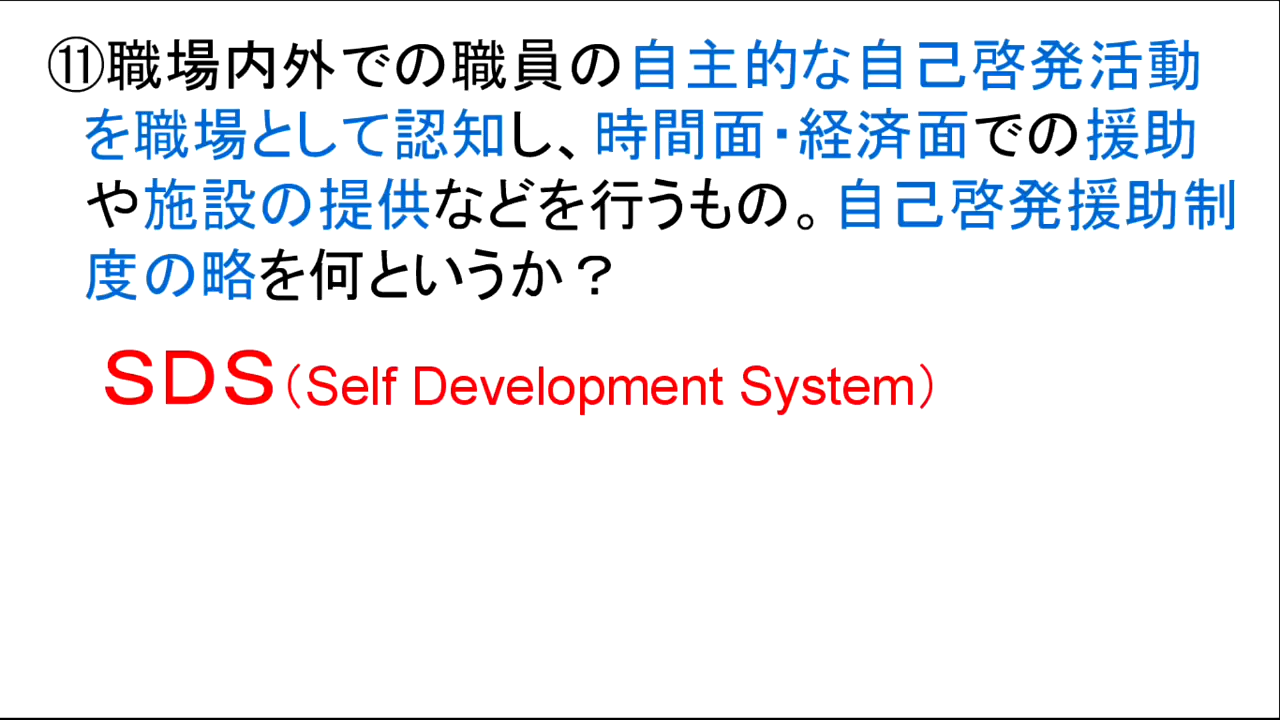 ⑪職場内外での職員の自主的な自己啓発活動
を職場として認知し、時間面・経済面での援助
や施設の提供などを行うもの。自己啓発援助制
度の略を何というか？
ＳＤＳ（Self Development System）